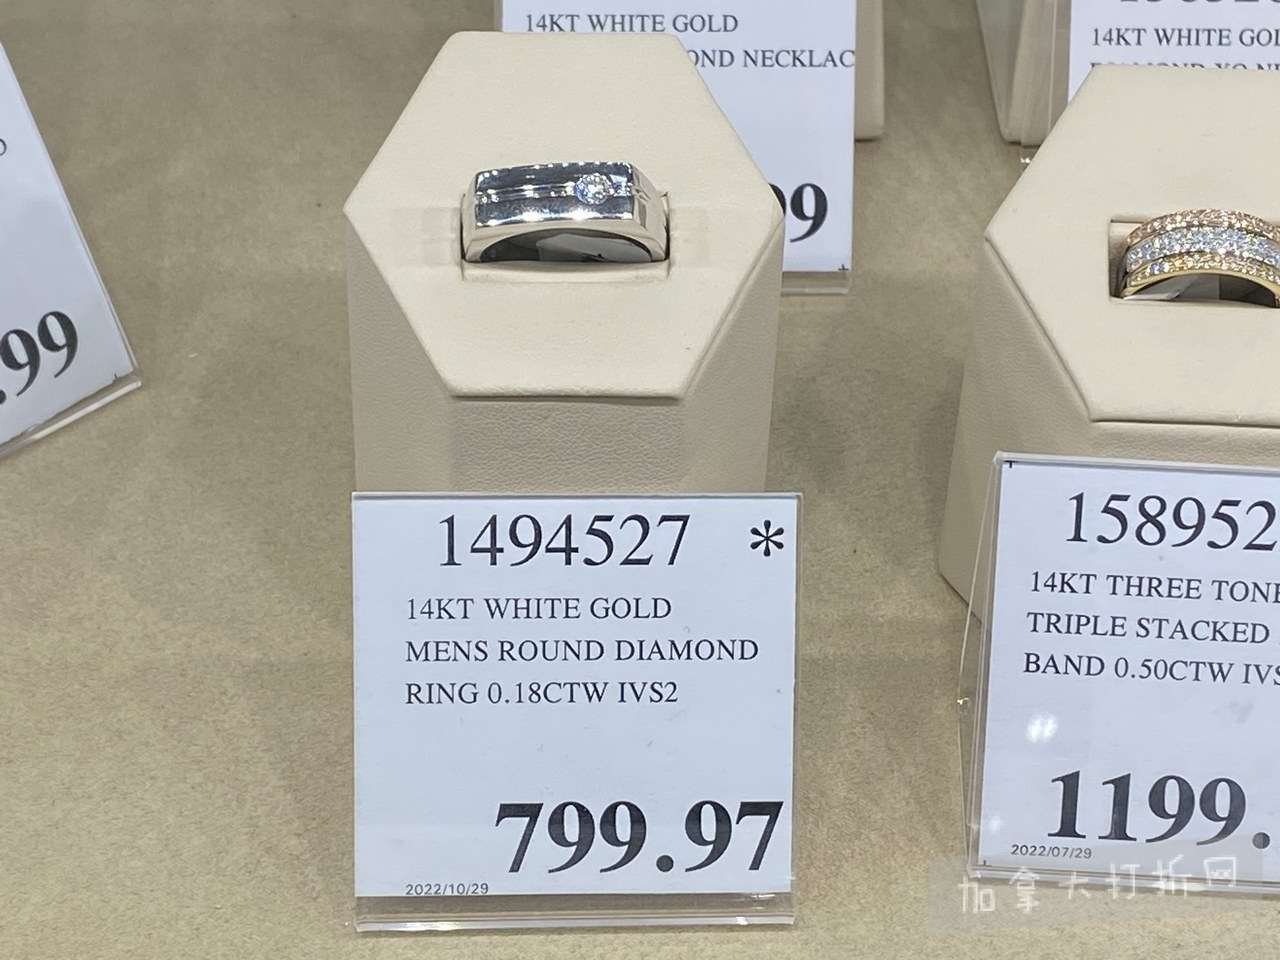 14KT WHITE GOLD
NECKLAC
99
14KT WHITE
.99
1494527 *
14KT WHITE GOLD
MENS ROUND DIAMOND
RING 0.18CTW IVS2
799.97
2022/10/29
158952
14KT THREE TONE
TRIPLE STACKED
BAND 0.50CTW IVS
1199.
2022/07/29
加拿大打折网